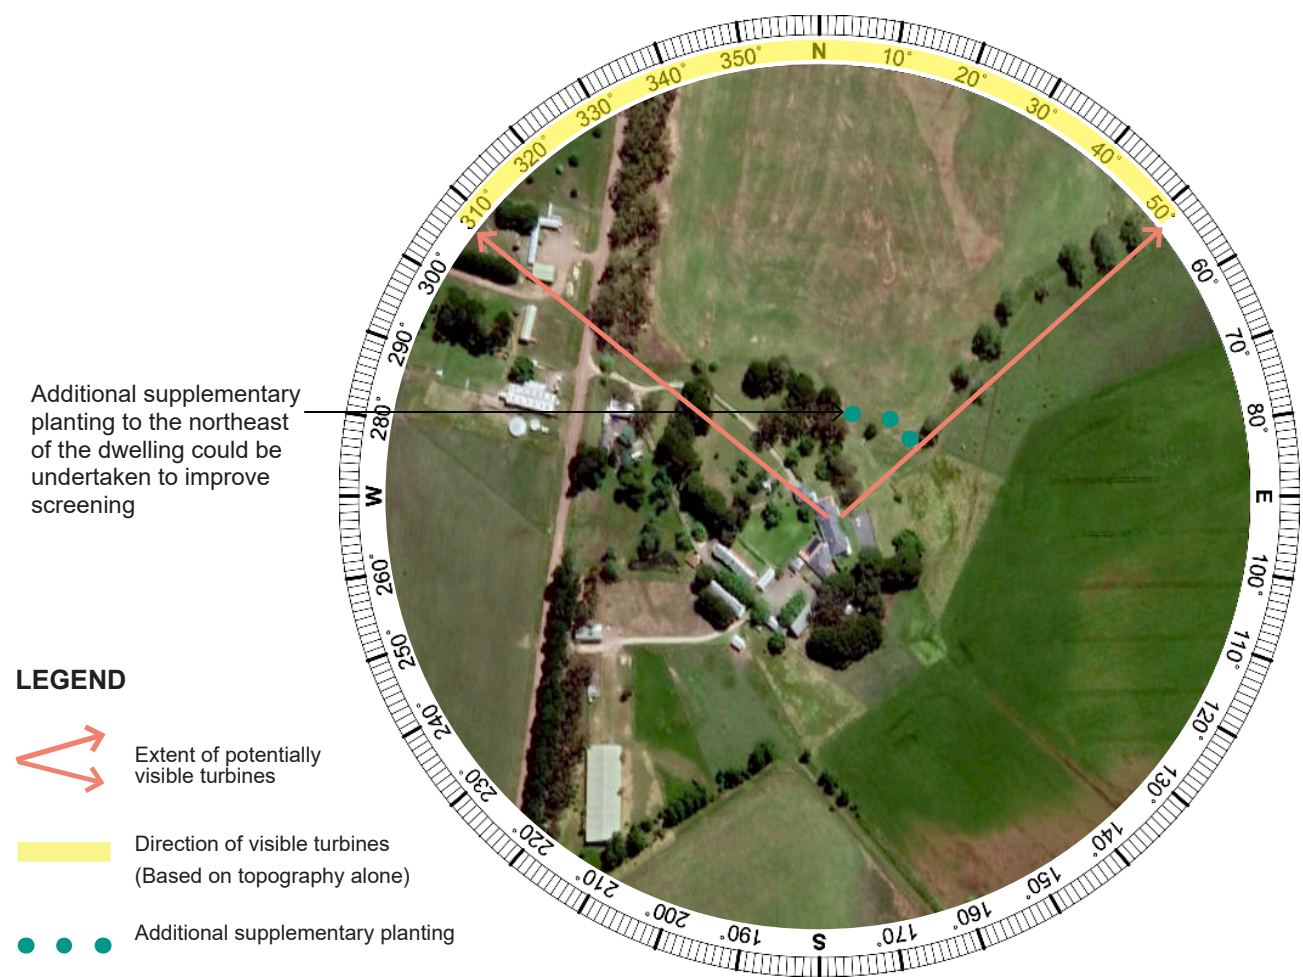 N
10°
20°
30°
40°
50°
60°
70°
80°
E
100°
110°
120°
130°
140°
150°
160°
170°
S
190°
200°
210°
220°
230°
240°
250°
260°
W
280°
290°
300°
310°
320°
330°
340°
350°
Additional supplementary
planting to the northeast
of the dwelling could be
undertaken to improve
screening
LEGEND
Extent of potentially
visible turbines
Direction of visible turbines
(Based on topography alone)
Additional supplementary planting